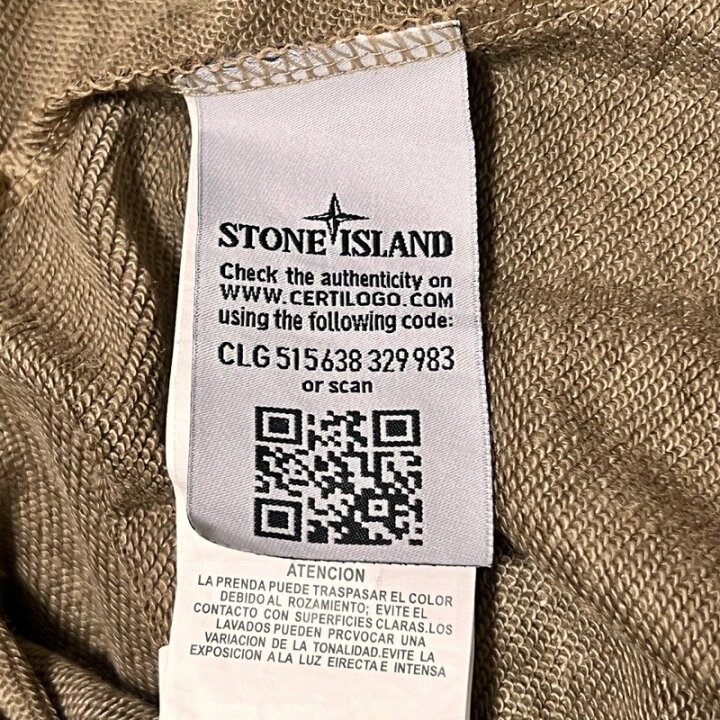 STONE ISLAND
Check the authenticity on
WWW.CERTILOGO.COM
using the following code:
CLG 515638 329983
or scan
ATENCION
LA PRENDA PUEDE TRASPASAR EL COLOR
DEBIDO AL ROZAMIENTO; EVITE EL
CONTACTO CON SUPERFICIES CLARAS.LOS
LAVADOS PUEDEN PRCVOCAR UNA
VARIACION DE LA TONALIDAD.EVITE LA
EXPOSICION A LA LUZ EIRECTA E INTENSA